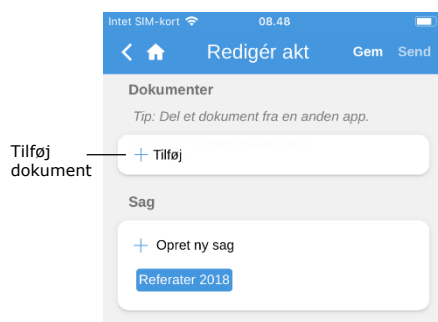 Intet SIM-kort 08.48
Redigér akt Gem Send
Dokumenter
Tip: Del et dokument fra en anden app.
Tilføj
dokument
Tilføj
Sag
Opret ny sag
Referater 2018